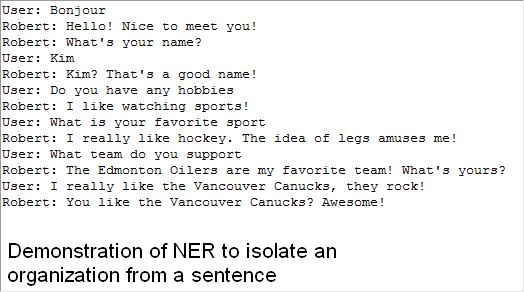 User: Bonjour
Robert: Hello! Nice to meet you!
Robert: What's your name?
User: Kim
Robert: Kim? That's a good name!
User: Do you have any hobbies
Robert: I like watching sports!
User: What is your favorite sport
Robert: I really like hockey. The idea of legs amuses me!
User: What team do you support
Robert: The Edmonton Oilers are my favorite team! What's yours?
User: I really like the Vancouver Canucks, they rock!
Robert: You like the Vancouver Canucks? Awesome!
Demonstration of NER to isolate an
organization from a sentence